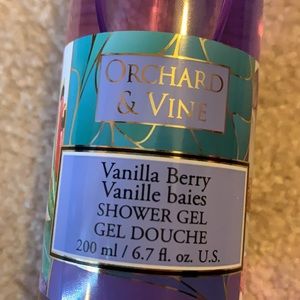 ORCHARD
& VINE
Vanilla Berry
Vanille baies
SHOWER GEL
GEL DOUCHE
200 ml / 6.7 fl. oz. U.S.